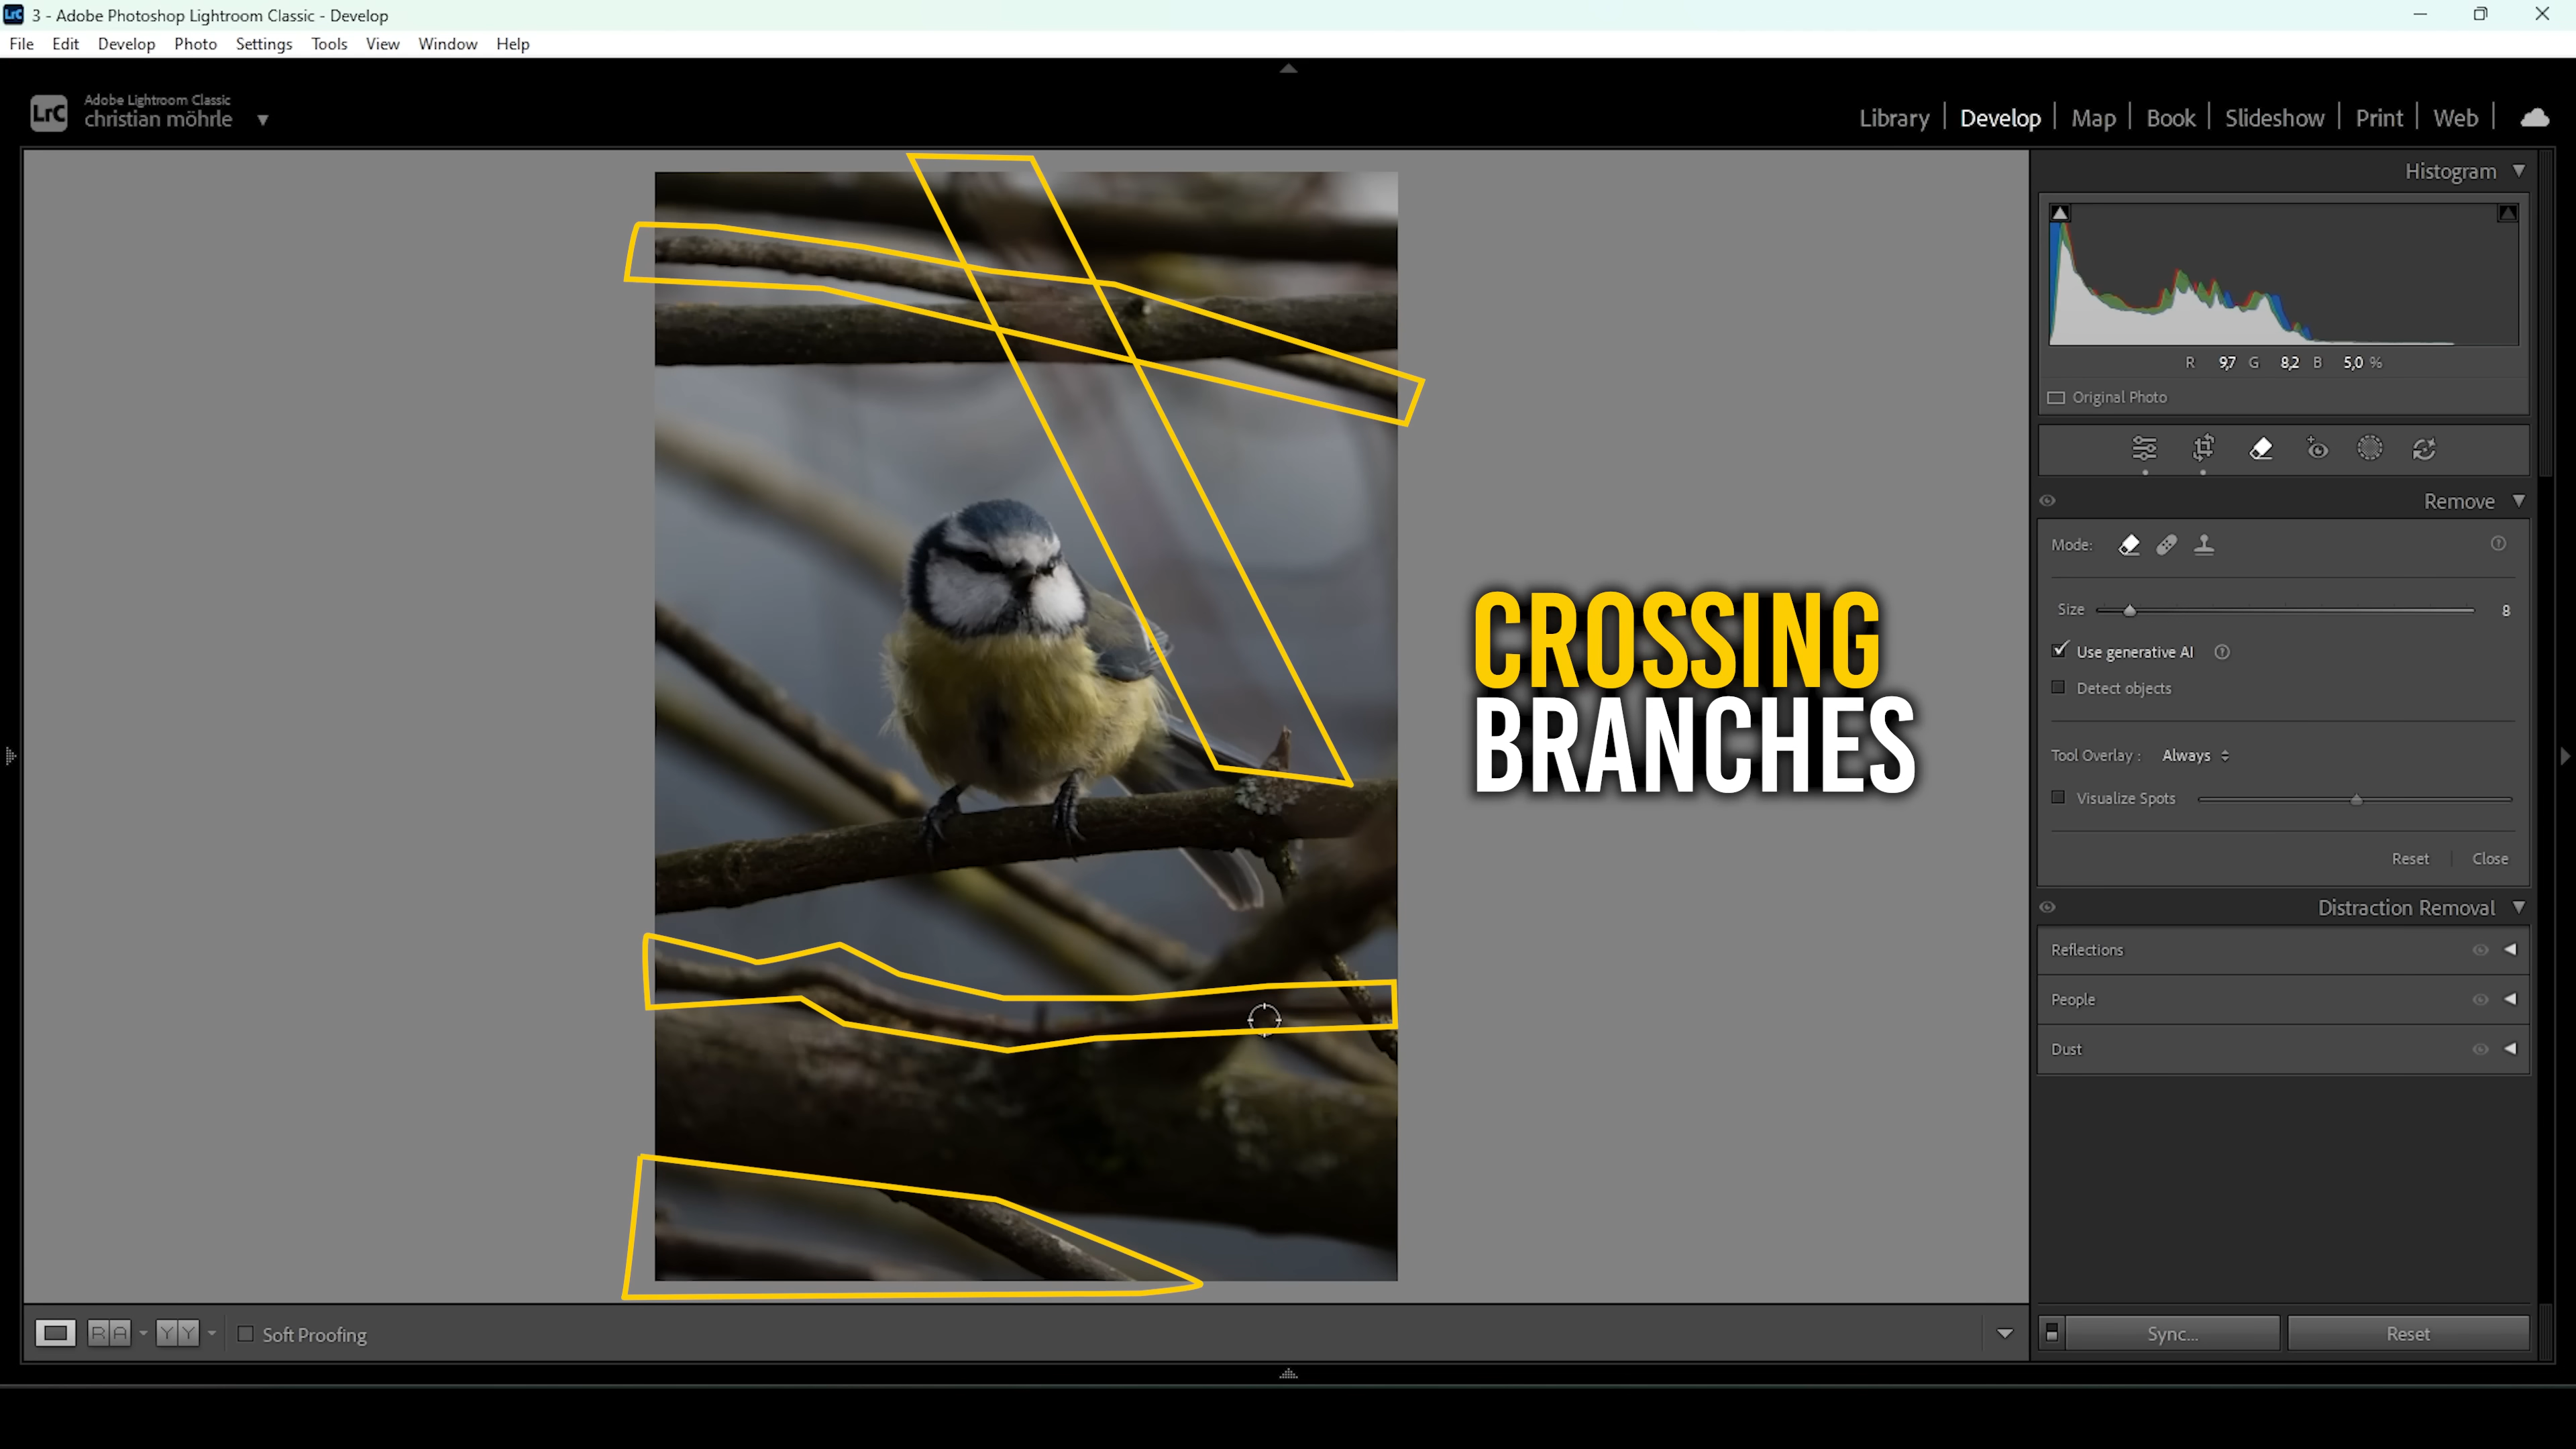 LrC 3 - Adobe Photoshop Lightroom Classic - Develop
File Edit Develop Photo Settings Tools View Window Help
LrC Adobe Lightroom Classic
christian möhrle
Library | Develop | Map | Book | Slideshow | Print | Web |
Histogram
R 9,7 G 8,2 B 5,0 %
Original Photo
Remove
Mode:
Size 8
Use generative AI
Detect objects
Tool Overlay : Always
Visualize Spots
Reset | Close
Distraction Removal
Reflections
People
Dust
CROSSING
BRANCHES
R A Y Y Soft Proofing
Sync... Reset